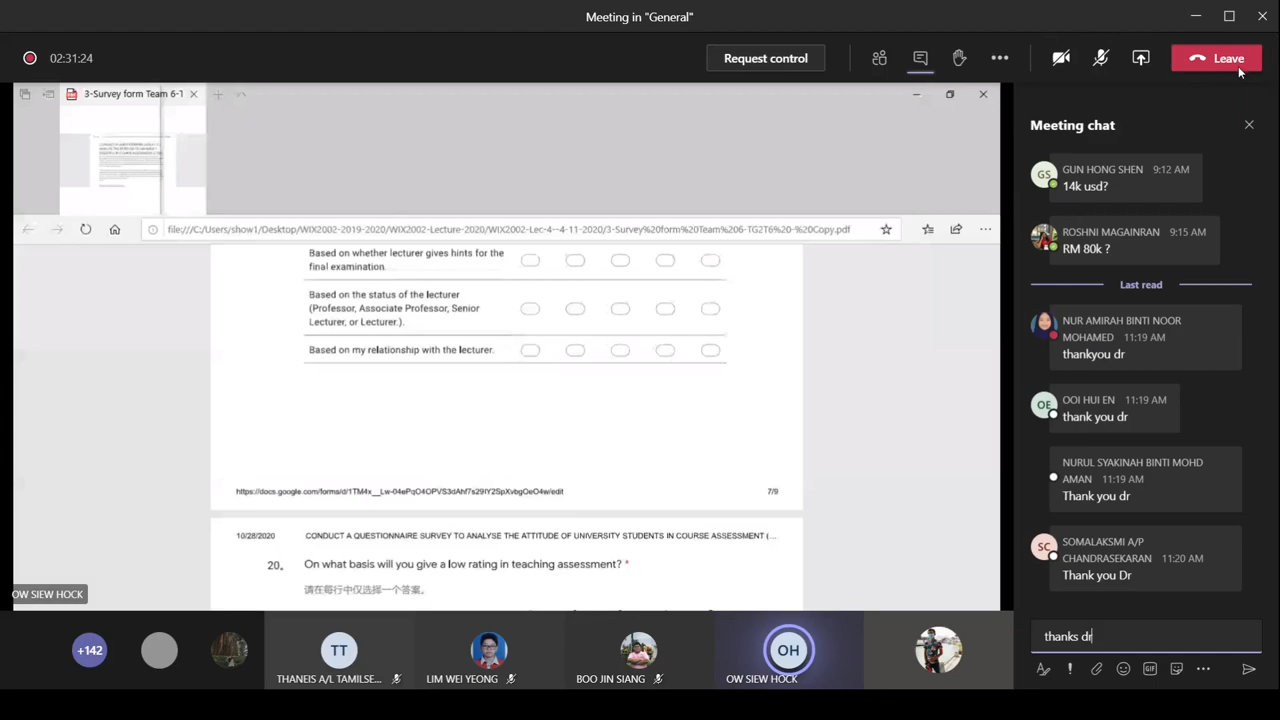 Meeting in "General"
02:31:24
Request control
Leave
3-Survey form Team 6-T
file:///C:/Users/show1/Desktop/WIX2002-2019-2020/WIX2002-Lecture-2020/WIX2002-Lec-4--4-11-2020/3-Survey%20form%20Team%206-TG2T6%20-%20Copy.pdf
Based on whether lecturer gives hints for the
final examination.
Based on the status of the lecturer
(Professor, Associate Professor, Senior
Lecturer, or Lecturer.).
Based on my relationship with the lecturer.
https://docs.google.com/forms/d/1TM4x__Lw-04ePqO4OPVS3dAhf7s29IY2SpXvbgOeO4w/edit
7/9
10/28/2020
CONDUCT A QUESTIONNAIRE SURVEY TO ANALYSE THE ATTITUDE OF UNIVERSITY STUDENTS IN COURSE ASSESSMENT (...
20. On what basis will you give a low rating in teaching assessment? *
请在每行中仅选择一个答案。
OW SIEW HOCK
+142
TT
THANEIS A/L TAMILSE...
LIM WEI YEONG
BOO JIN SIANG
OH
OW SIEW HOCK
Meeting chat
GS
GUN HONG SHEN 9:12 AM
14k usd?
ROSHNI MAGAINRAN 9:15 AM
RM 80k ?
Last read
NUR AMIRAH BINTI NOOR
MOHAMED 11:19 AM
thankyou dr
OE
OOI HUI EN 11:19 AM
thank you dr
NURUL SYAKINAH BINTI MOHD
AMAN 11:19 AM
Thank you dr
SC
SOMALAKSMI A/P
CHANDRASEKARAN 11:20 AM
Thank you Dr
thanks dr
GIF